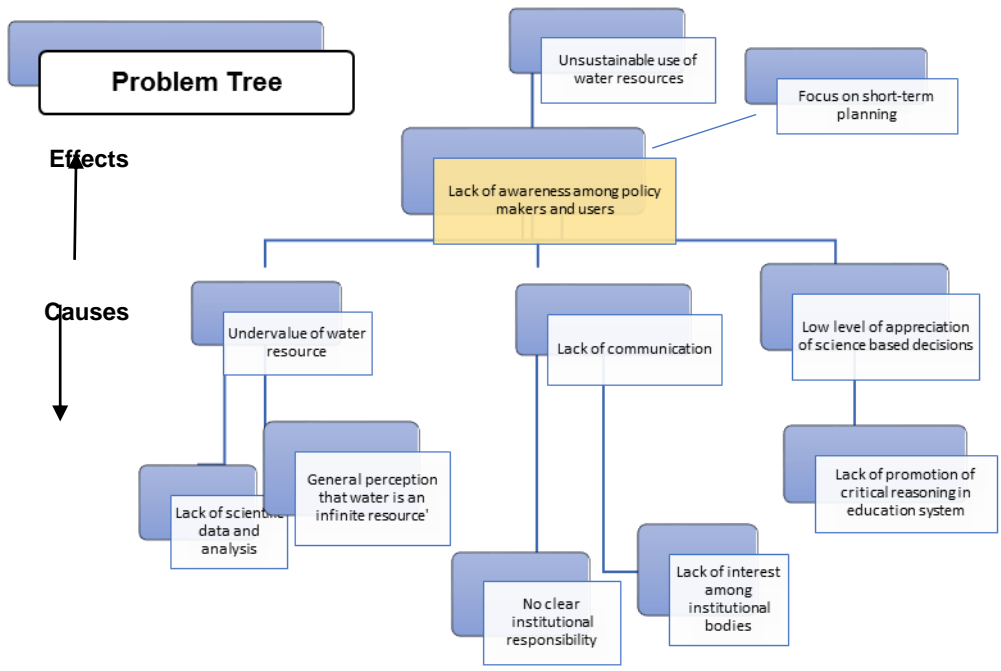 Problem Tree
Unsustainable use of
water resources
Focus on short-term
planning
Effects
Lack of awareness among policy
makers and users
Causes
Undervalue of water
resource
Lack of communication
Low level of appreciation
of science based decisions
General perception
that water is an
infinite resource'
Lack of scientific
data and
analysis
Lack of promotion of
critical reasoning in
education system
No clear
institutional
responsibility
Lack of interest
among
institutional
bodies